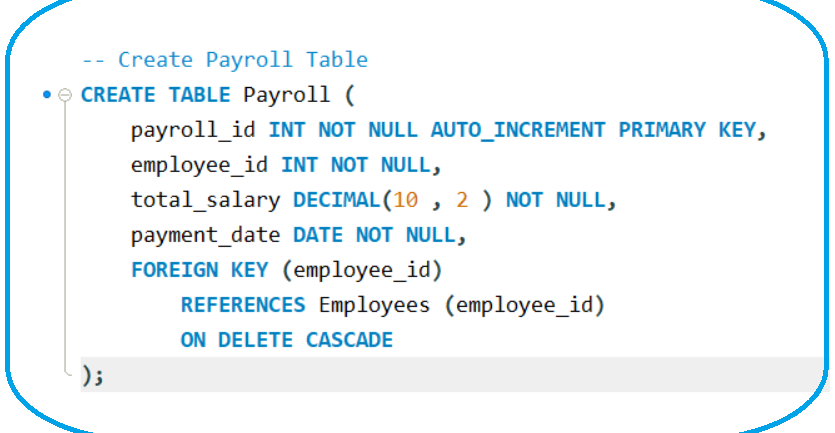 -- Create Payroll Table
CREATE TABLE Payroll (
payroll_id INT NOT NULL AUTO_INCREMENT PRIMARY KEY,
employee_id INT NOT NULL,
total_salary DECIMAL(10 , 2 ) NOT NULL,
payment_date DATE NOT NULL,
FOREIGN KEY (employee_id)
REFERENCES Employees (employee_id)
ON DELETE CASCADE
);